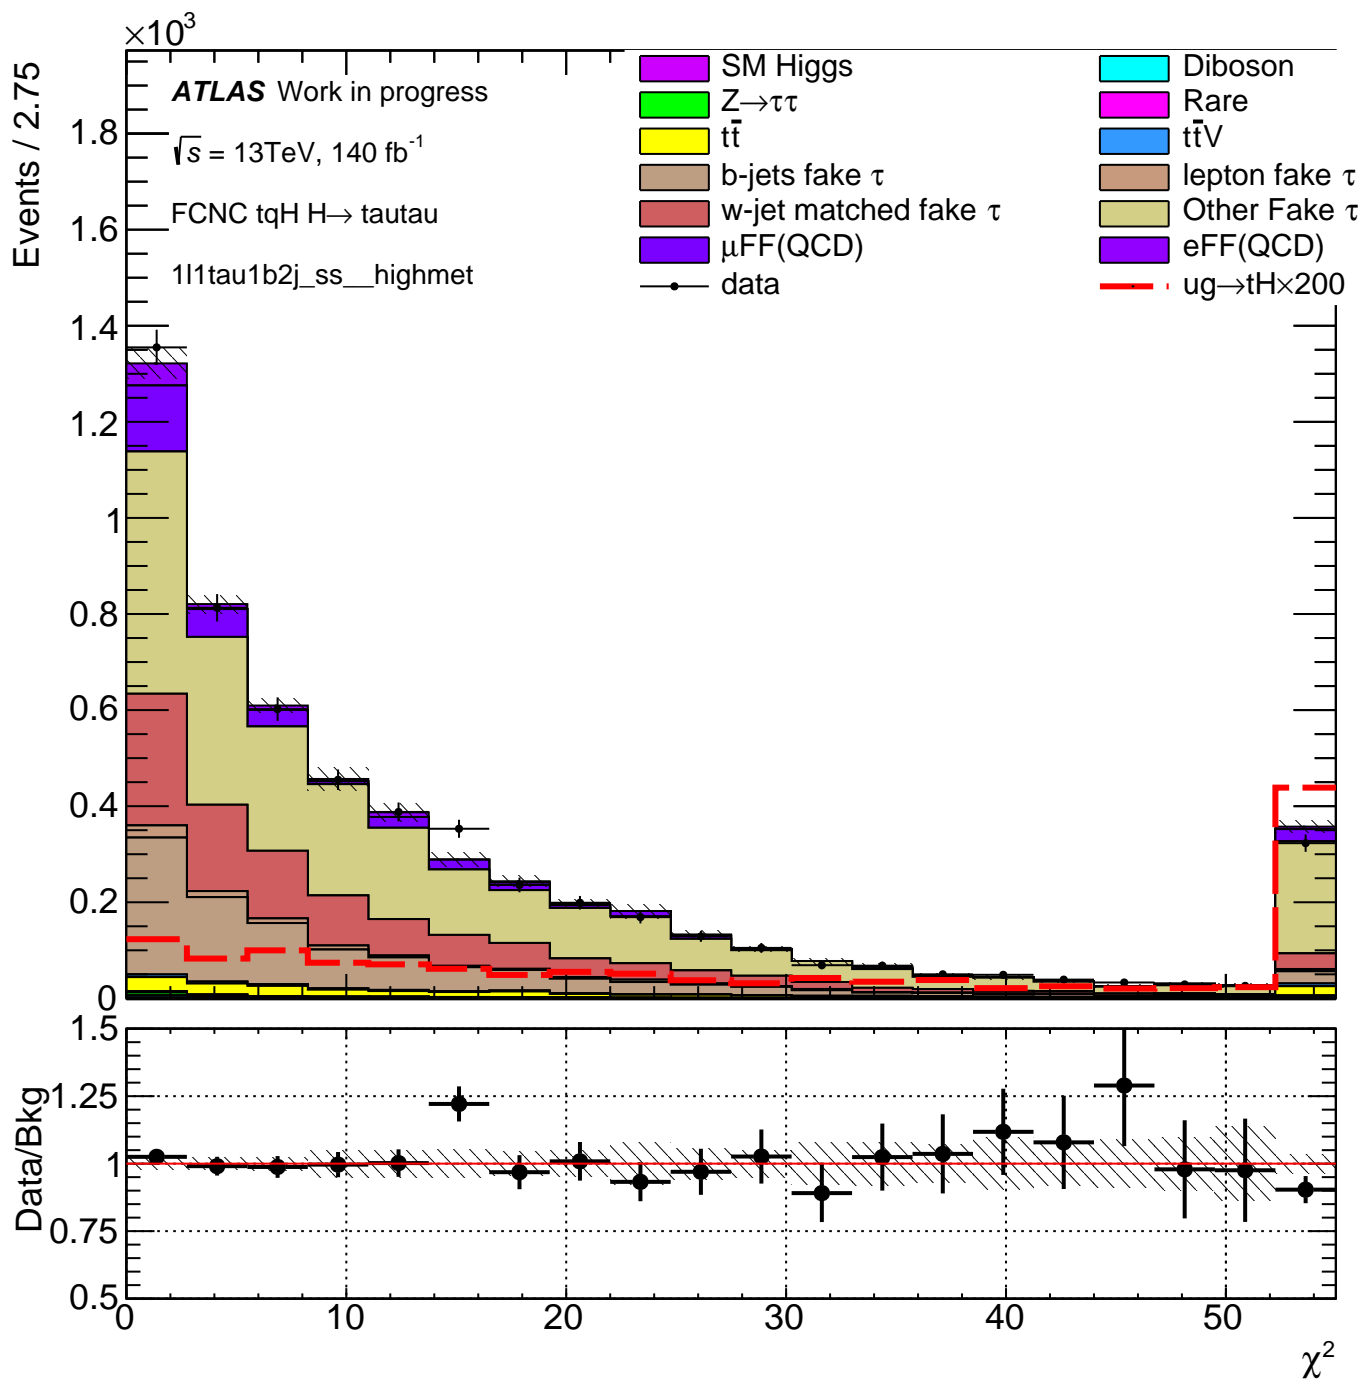 ×10³
Events / 2.75
ATLAS Work in progress
√s = 13TeV, 140 fb⁻¹
FCNC tqH H→ tautau
1l1tau1b2j_ss__highmet
SM Higgs
Diboson
Z→ττ
Rare
tt̄
tt̄V
b-jets fake τ
lepton fake τ
w-jet matched fake τ
Other Fake τ
μFF(QCD)
eFF(QCD)
data
ug→tH×200
1.8
1.6
1.4
1.2
1
0.8
0.6
0.4
0.2
0
Data/Bkg
1.5
1.25
1
0.75
0.5
0 10 20 30 40 50
χ²